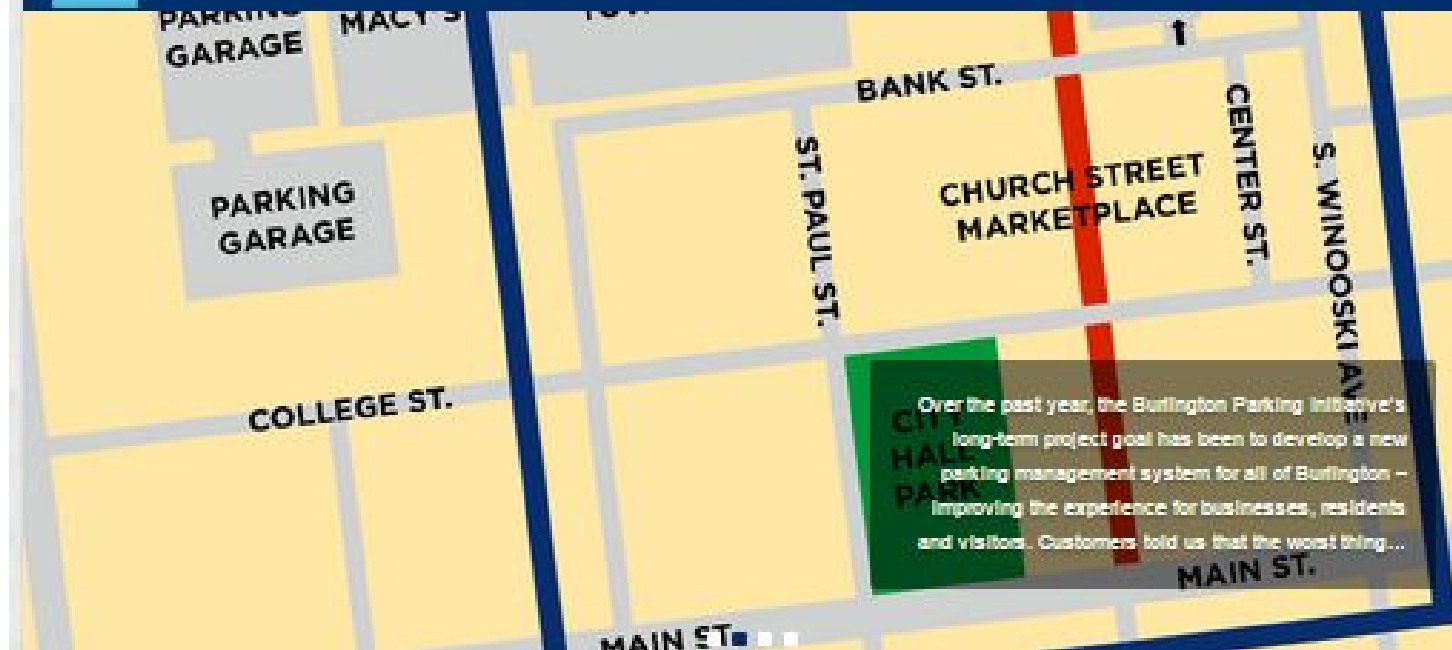 PARKING
GARAGE
MACY'S
BANK ST.
CENTER ST.
ST. PAUL ST.
S. WINOOSKI AVE
CHURCH STREET
MARKETPLACE
PARKING
GARAGE
COLLEGE ST.
CITY
HALL
PARK
Over the past year, the Burlington Parking Initiative's
long-term project goal has been to develop a new
parking management system for all of Burlington –
improving the experience for businesses, residents
and visitors. Customers told us that the worst thing...
MAIN ST.
MAIN ST.